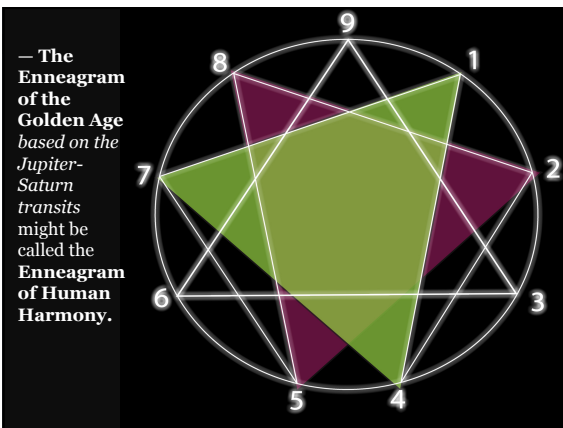 — The
Enneagram
of the
Golden Age
based on the
Jupiter-
Saturn
transits
might be
called the
Enneagram
of Human
Harmony.
9
8
1
7
2
6
3
5
4